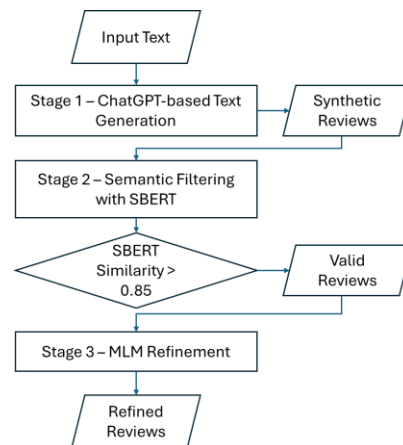 Input Text
Stage 1 – ChatGPT-based Text
Generation
Synthetic
Reviews
Stage 2 – Semantic Filtering
with SBERT
SBERT
Similarity >
0.85
Valid
Reviews
Stage 3 – MLM Refinement
Refined
Reviews